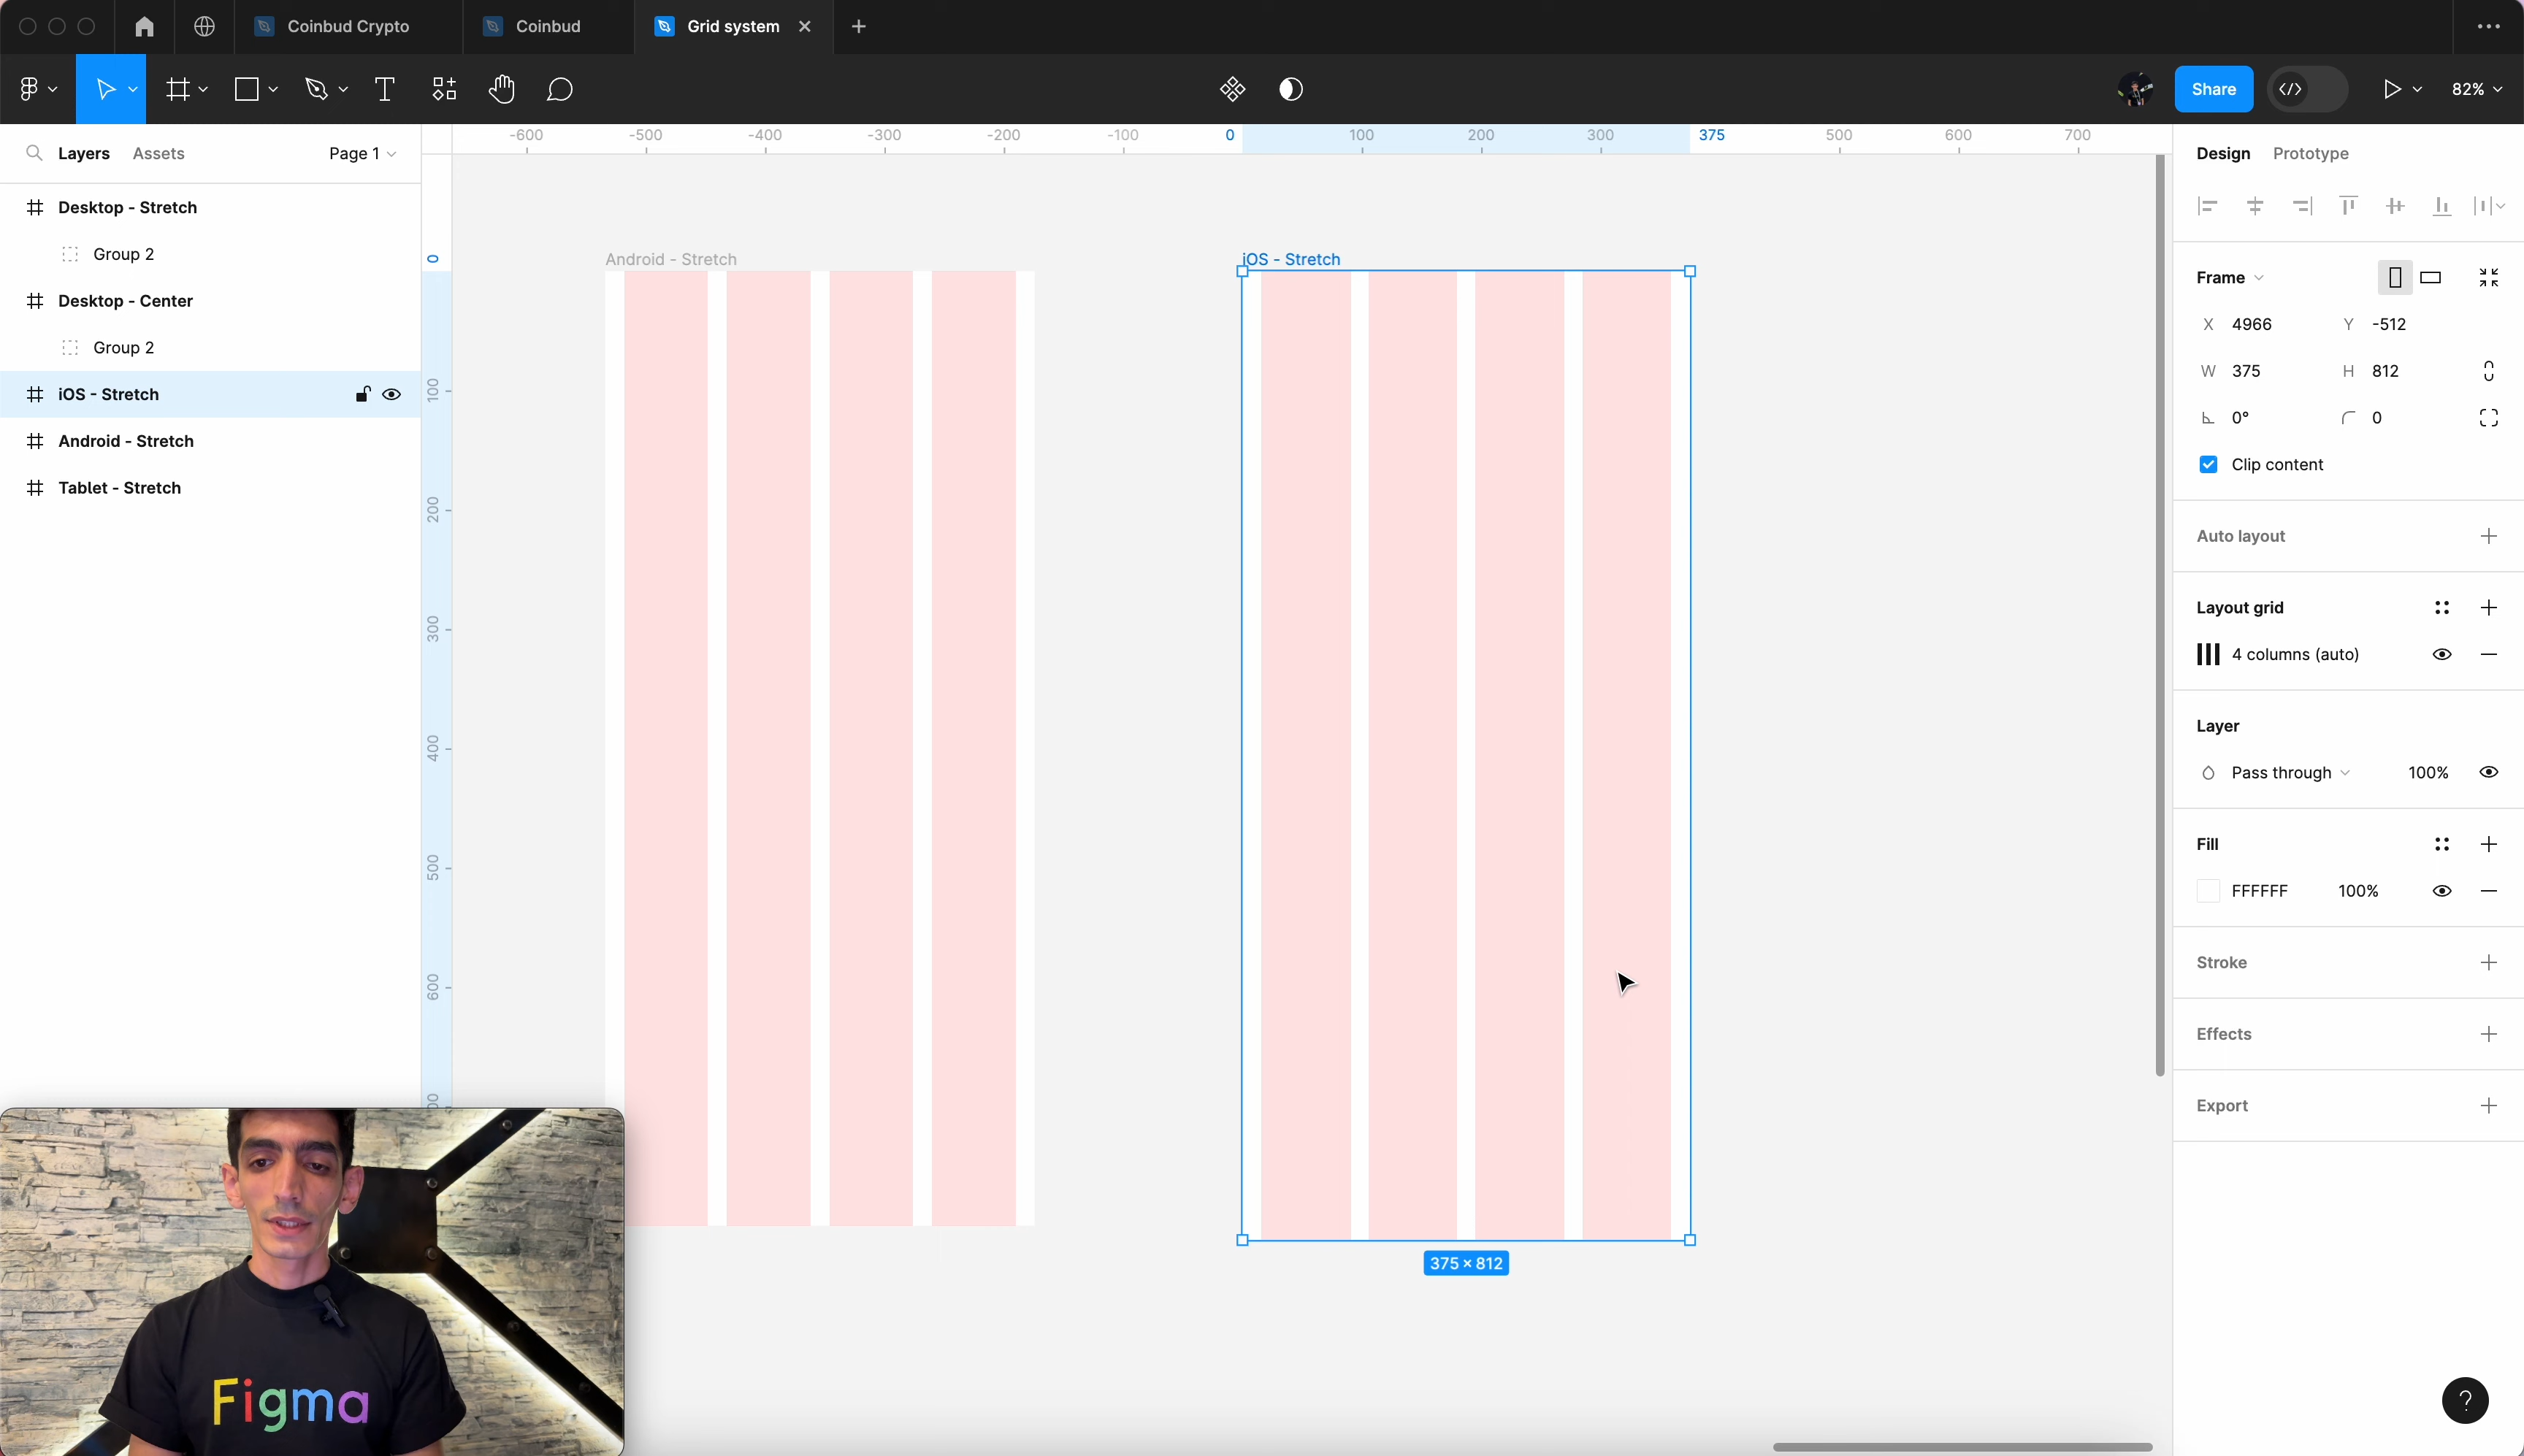 Coinbud Crypto
Coinbud
Grid system
Share
82%
Layers
Assets
Page 1
Desktop - Stretch
Group 2
Desktop - Center
Group 2
iOS - Stretch
Android - Stretch
Tablet - Stretch
-600 -500 -400 -300 -200 -100 0 100 200 300 375 500 600 700
0
100
200
300
400
500
600
00
Android - Stretch
iOS - Stretch
375 × 812
Figma
Design
Prototype
Frame
X 4966
Y -512
W 375
H 812
0°
0
Clip content
Auto layout
Layout grid
4 columns (auto)
Layer
Pass through
100%
Fill
FFFFFF
100%
Stroke
Effects
Export
?